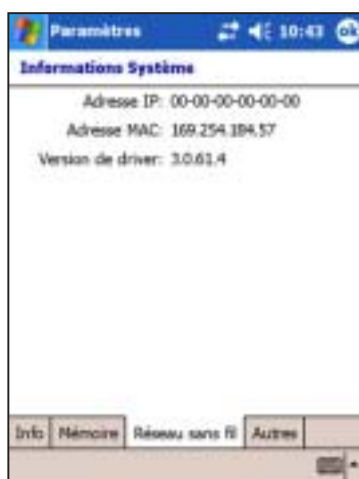 Paramètres 10:43 ok
Informations Système
Adresse IP: 00-00-00-00-00-00
Adresse MAC: 169.254.184.57
Version de driver: 3.0.61.4
Info Mémoire Réseau sans fil Autres